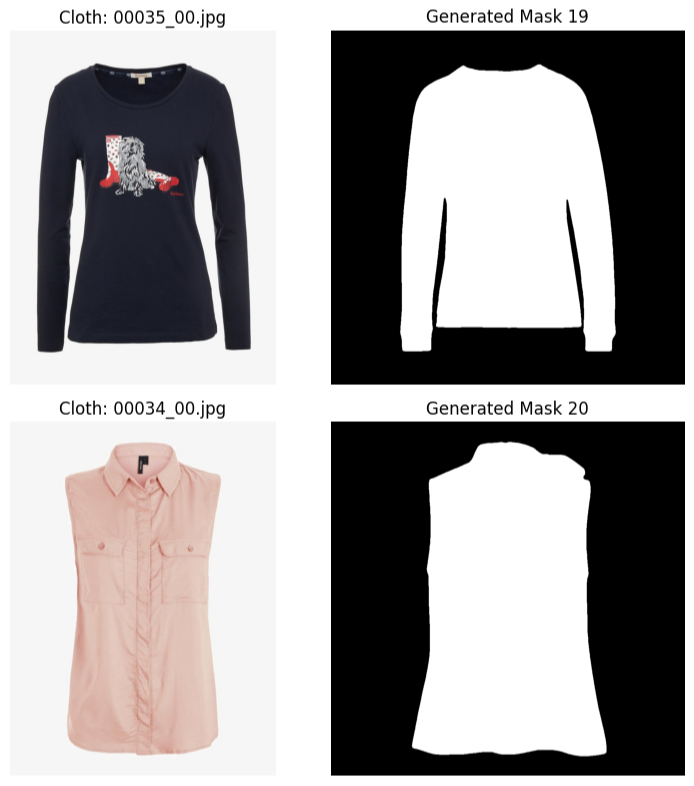 Cloth: 00035_00.jpg
Generated Mask 19
Cloth: 00034_00.jpg
Generated Mask 20